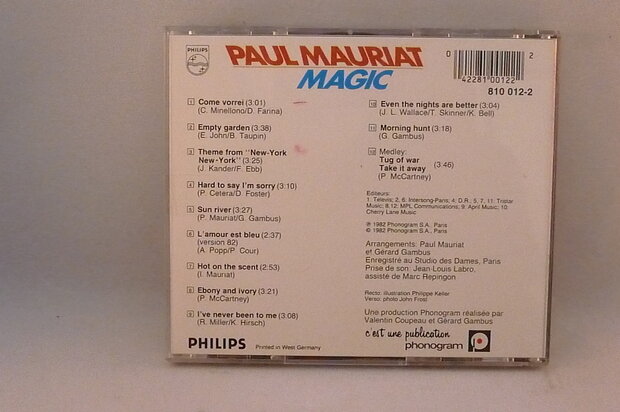 PHILIPS
PAUL MAURIAT
MAGIC
0 42281 00122 2
810 012-2
1 Come vorrei (3:01)
(C. Minellono/D. Farina)
2 Empty garden (3:38)
(E. John/B. Taupin)
3 Theme from "New-York
New-York" (3:25)
(J. Kander/F. Ebb)
4 Hard to say I'm sorry (3:10)
(P. Cetera/D. Foster)
5 Sun river (3:27)
(P. Mauriat/G. Gambus)
6 L'amour est bleu (2:37)
(version 82)
(A. Popp/P. Cour)
7 Hot on the scent (2:53)
(I. Mauriat)
8 Ebony and ivory (3:21)
(P. McCartney)
9 I've never been to me (3:08)
(R. Miller/K. Hirsch)
10 Even the nights are better (3:04)
(J. L. Wallace/T. Skinner/K. Bell)
11 Morning hunt (3:18)
(G. Gambus)
12 Medley:
Tug of war
Take it away (3:46)
(P. McCartney)
Editeurs:
1. Télévis; 2, 6. Intersong-Paris; 4. D.R.. 5, 7, 11: Tristar
Music; 8,12: MPL Communications; 9: April Music; 10:
Cherry Lane Music
℗ 1982 Phonogram S.A., Paris
© 1982 Phonogram S.A., Paris
Arrangements: Paul Mauriat
et Gérard Gambus
Enregistré au Studio des Dames, Paris
Prise de son: Jean-Louis Labro,
assisté de Marc Repingon
Recto: illustration Philippe Keller
Verso: photo John Frost
Une production Phonogram réalisée par
Valentin Coupeau et Gérard Gambus
c'est une publication
phonogram
PHILIPS
Printed in West Germany